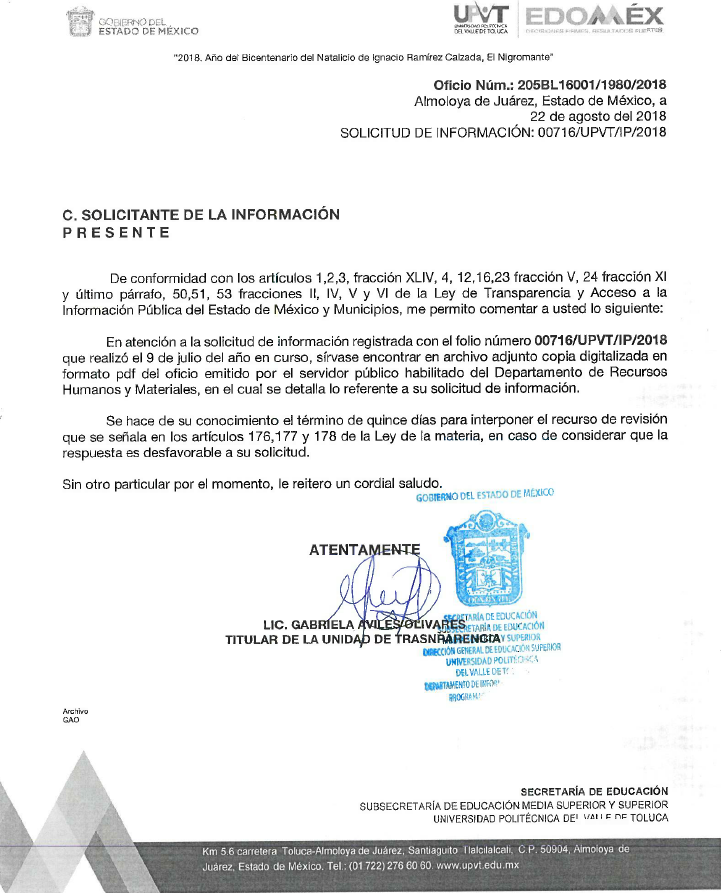 GOBIERNO DEL
ESTADO DE MÉXICO
UPVT
UNIVERSIDAD POLITÉCNICA
DEL VALLE DE TOLUCA
EDOMÉX
DECISIONES FIRMES, RESULTADOS FUERTES
"2018. Año del Bicentenario del Natalicio de Ignacio Ramírez Calzada, El Nigromante"
Oficio Núm.: 205BL16001/1980/2018
Almoloya de Juárez, Estado de México, a
22 de agosto del 2018
SOLICITUD DE INFORMACIÓN: 00716/UPVT/IP/2018
C. SOLICITANTE DE LA INFORMACIÓN
P R E S E N T E
De conformidad con los artículos 1,2,3, fracción XLIV, 4, 12,16,23 fracción V, 24 fracción XI
y último párrafo, 50,51, 53 fracciones II, IV, V y VI de la Ley de Transparencia y Acceso a la
Información Pública del Estado de México y Municipios, me permito comentar a usted lo siguiente:
En atención a la solicitud de información registrada con el folio número 00716/UPVT/IP/2018
que realizó el 9 de julio del año en curso, sírvase encontrar en archivo adjunto copia digitalizada en
formato pdf del oficio emitido por el servidor público habilitado del Departamento de Recursos
Humanos y Materiales, en el cual se detalla lo referente a su solicitud de información.
Se hace de su conocimiento el término de quince días para interponer el recurso de revisión
que se señala en los artículos 176,177 y 178 de la Ley de la materia, en caso de considerar que la
respuesta es desfavorable a su solicitud.
Sin otro particular por el momento, le reitero un cordial saludo.
GOBIERNO DEL ESTADO DE MÉXICO
ATENTAMENTE
LIC. GABRIELA AVILES OLIVARES
TITULAR DE LA UNIDAD DE TRASNPARENCIA
SECRETARÍA DE EDUCACIÓN
SUBSECRETARÍA DE EDUCACIÓN
Y SUPERIOR
DIRECCIÓN GENERAL DE EDUCACIÓN SUPERIOR
UNIVERSIDAD POLITÉCNICA
DEL VALLE DE
DEPARTAMENTO DE
Archivo
GAO
SECRETARÍA DE EDUCACIÓN
SUBSECRETARÍA DE EDUCACIÓN MEDIA SUPERIOR Y SUPERIOR
UNIVERSIDAD POLITÉCNICA DEL VALLE DE TOLUCA
Km 5.6 carretera Toluca-Almoloya de Juárez, Santiaguito Tlalcilalcali, C.P. 50904, Almoloya de
Juárez, Estado de México. Tel.: (01 722) 276 60 60. www.upvt.edu.mx